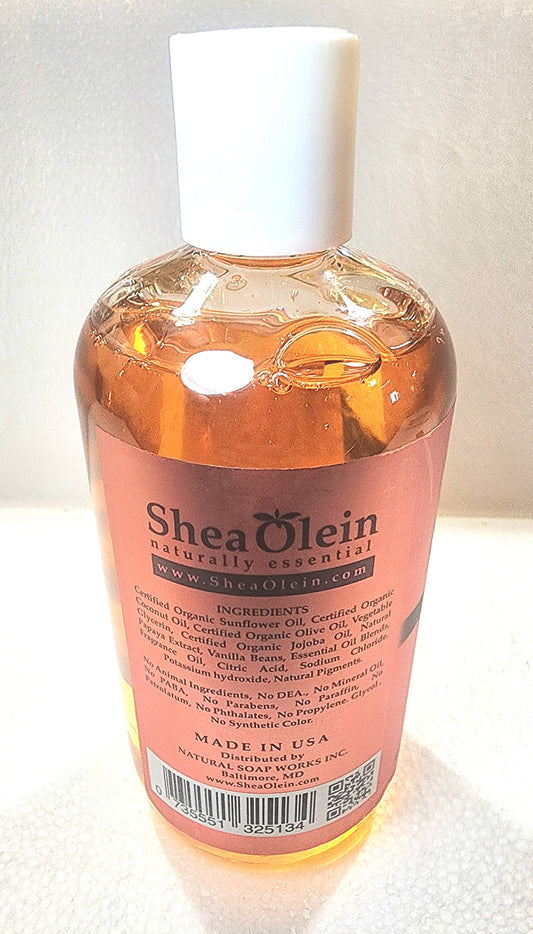 Shea Olein
naturally essential
www.SheaOlein.com
INGREDIENTS
Certified Organic Sunflower Oil, Certified Organic
Coconut Oil, Certified Organic Olive Oil, Vegetable
Glycerin, Certified Organic Jojoba Oil, Natural
Papaya Extract, Vanilla Beans, Essential Oil Blends,
Fragrance Oil, Citric Acid, Sodium Chloride,
Potassium hydroxide, Natural Pigments.
No Animal Ingredients, No DEA., No Mineral Oil,
No PABA, No Parabens, No Paraffin, No
Petrolatum, No Phthalates, No Propylene-Glycol,
No Synthetic Color.
MADE IN USA
Distributed by
NATURAL SOAP WORKS INC.
Baltimore, MD
www.SheaOlein.com
0 735551 325134